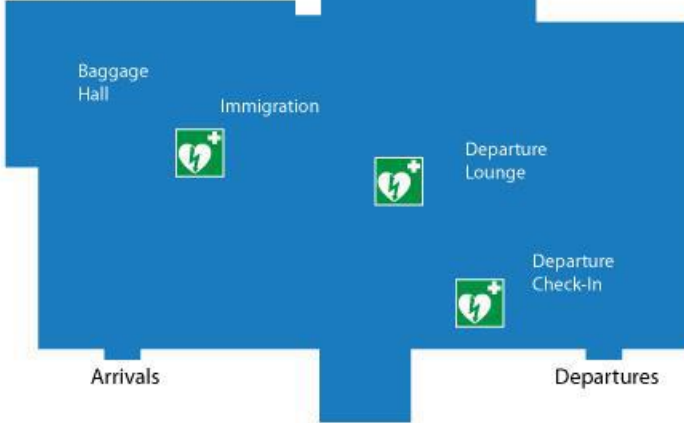 Baggage
Hall
Immigration
Departure
Lounge
Departure
Check-In
Arrivals
Departures